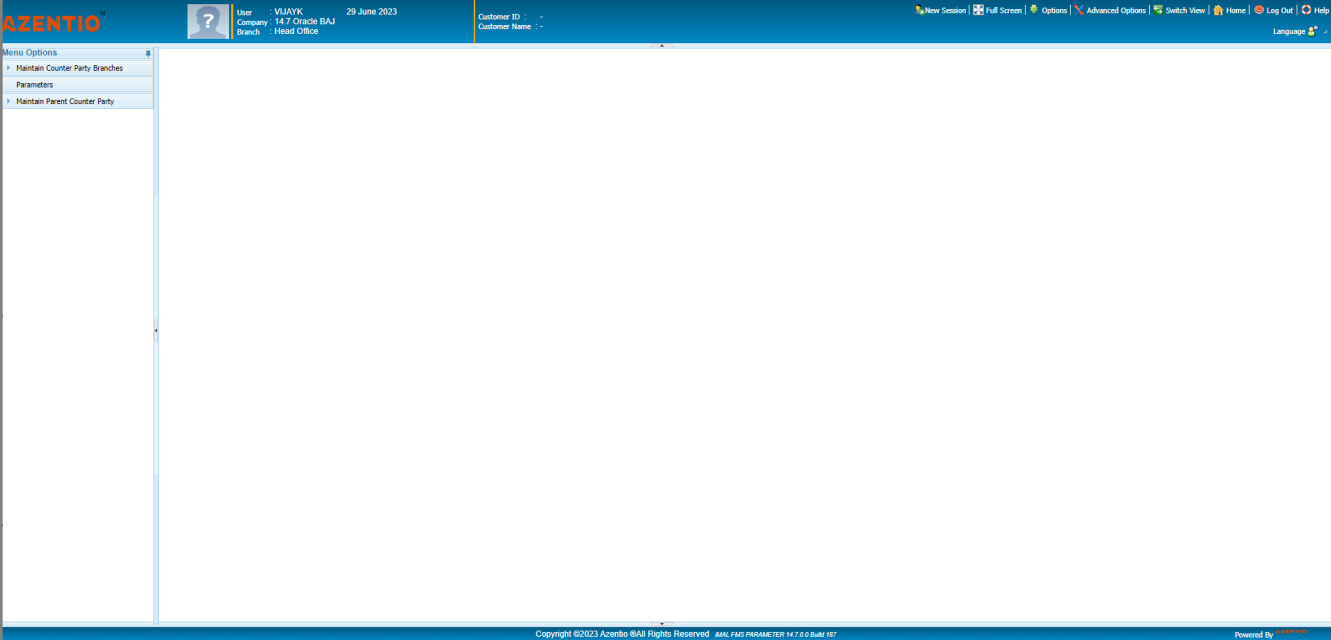 AZENTIO™
User : VIJAYK 29 June 2023
Company : 14.7 Oracle BAJ
Branch : Head Office
Customer ID : -
Customer Name : -
New Session | Full Screen | Options | Advanced Options | Switch View | Home | Log Out | Help
Language
Menu Options
Maintain Counter Party Branches
Parameters
Maintain Parent Counter Party
Copyright ©2023 Azentio ®All Rights Reserved iMAL FMS PARAMETER 14.7.0.0 Build 187
Powered By AZENTIO